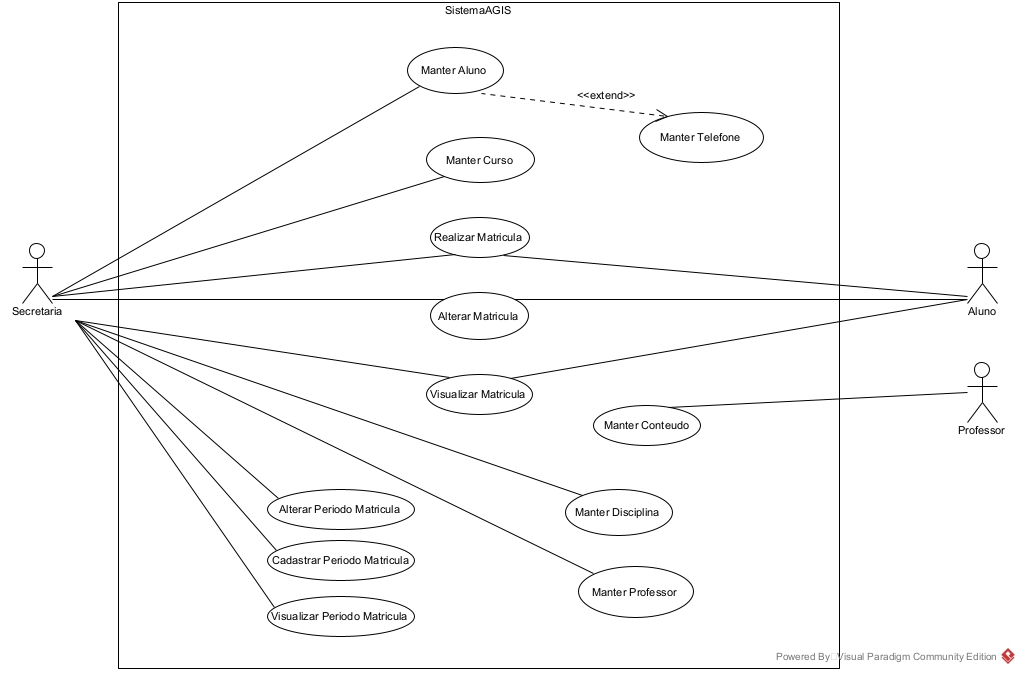 SistemaAGIS
Manter Aluno
<<extend>>
Manter Telefone
Manter Curso
Realizar Matricula
Secretaria
Alterar Matricula
Aluno
Visualizar Matricula
Manter Conteudo
Professor
Alterar Periodo Matricula
Manter Disciplina
Cadastrar Periodo Matricula
Manter Professor
Visualizar Periodo Matricula
Powered By Visual Paradigm Community Edition